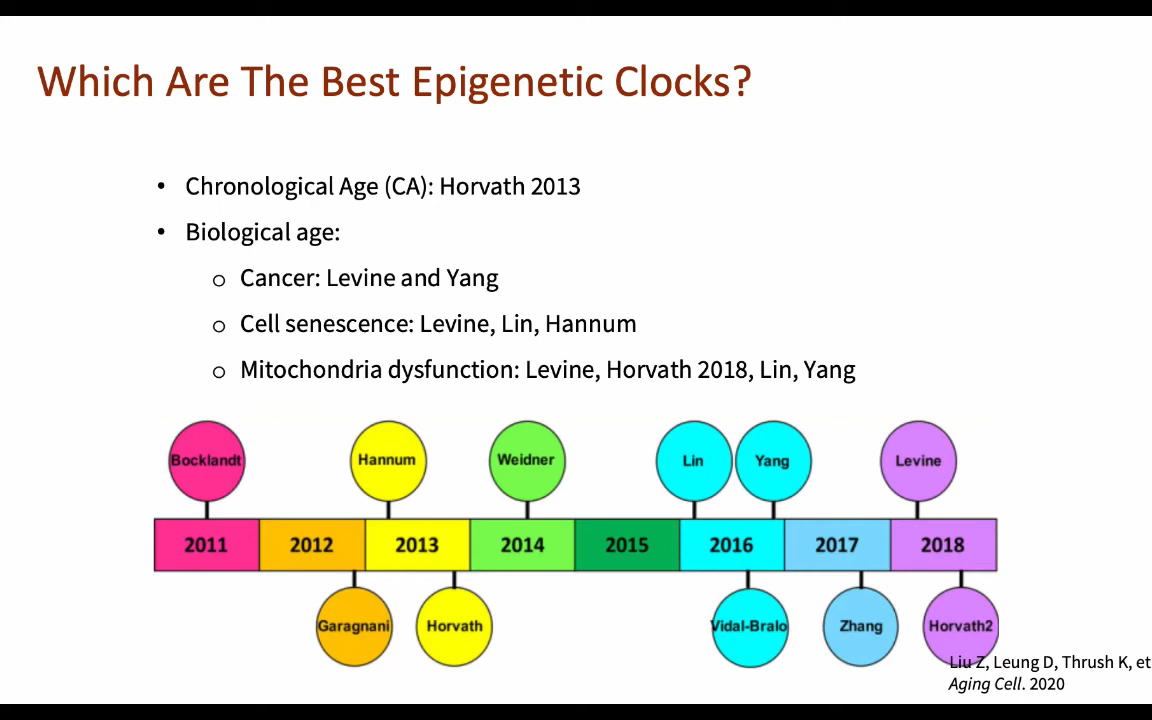 Which Are The Best Epigenetic Clocks?
• Chronological Age (CA): Horvath 2013
• Biological age:
o Cancer: Levine and Yang
o Cell senescence: Levine, Lin, Hannum
o Mitochondria dysfunction: Levine, Horvath 2018, Lin, Yang
Bocklandt Hannum Weidner Lin Yang Levine
2011 2012 2013 2014 2015 2016 2017 2018
Garagnani Horvath Vidal-Bralo Zhang Horvath2
Liu Z, Leung D, Thrush K, et
Aging Cell. 2020